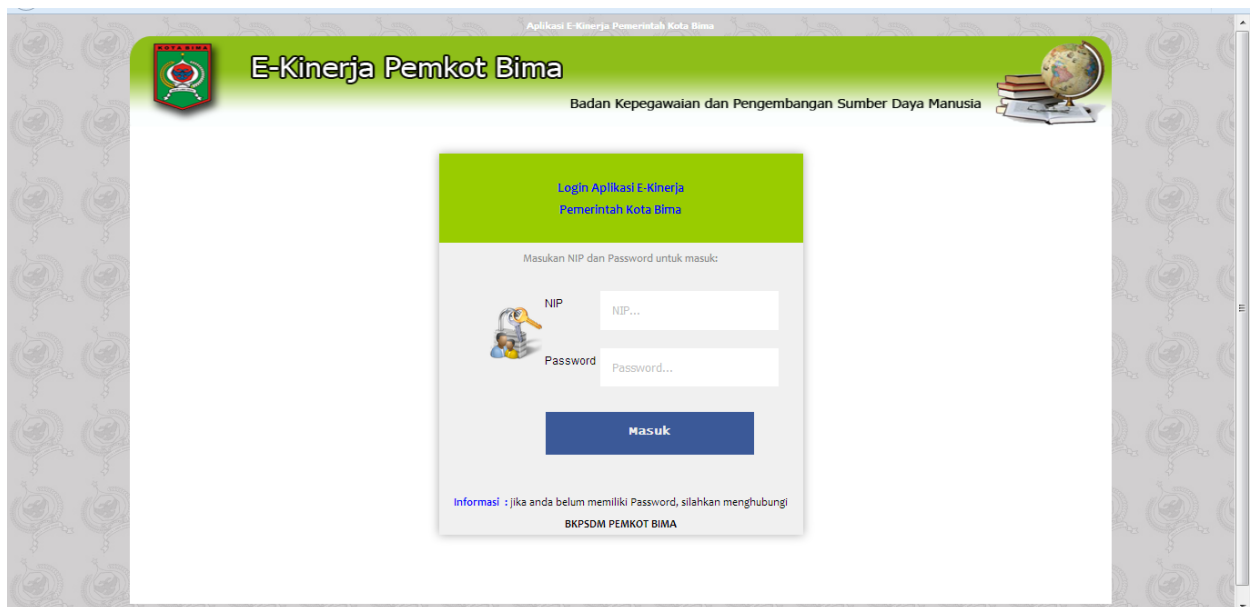 Aplikasi E-Kinerja Pemerintah Kota Bima
KOTA BIMA
E-Kinerja Pemkot Bima
Badan Kepegawaian dan Pengembangan Sumber Daya Manusia
Login Aplikasi E-Kinerja
Pemerintah Kota Bima
Masukan NIP dan Password untuk masuk:
NIP
NIP...
Password
Password...
Masuk
Informasi : jika anda belum memiliki Password, silahkan menghubungi
BKPSDM PEMKOT BIMA